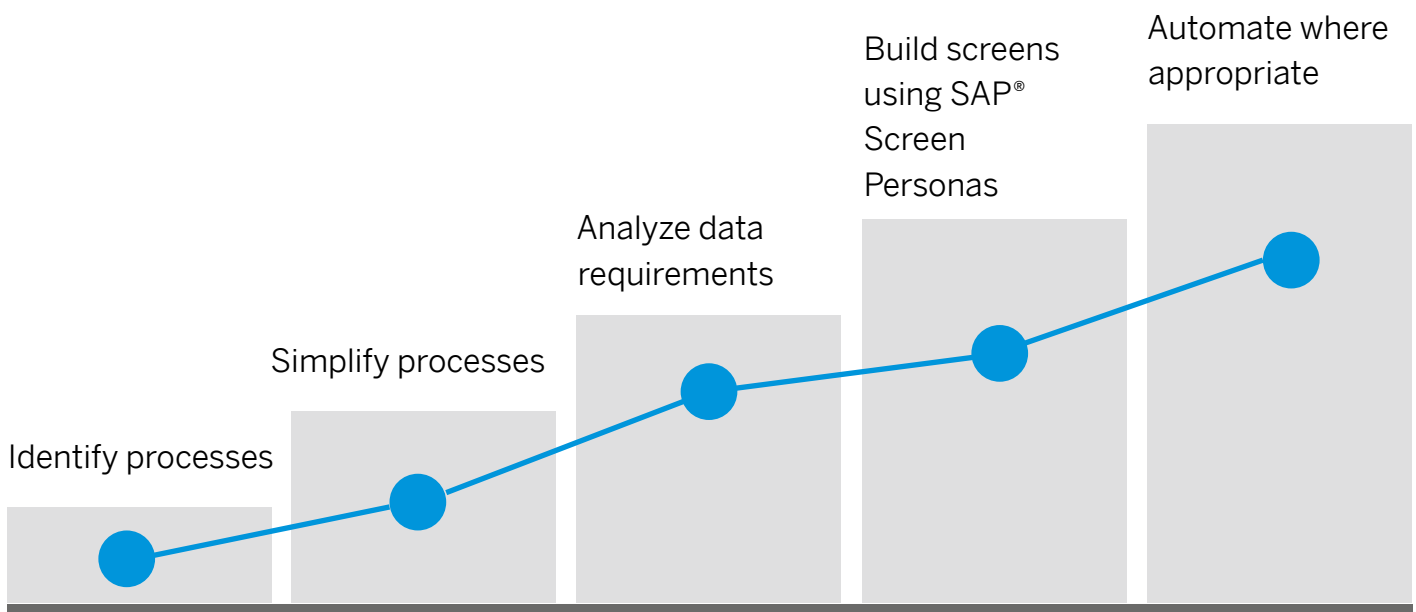 Identify processes
Simplify processes
Analyze data
requirements
Build screens
using SAP®
Screen
Personas
Automate where
appropriate